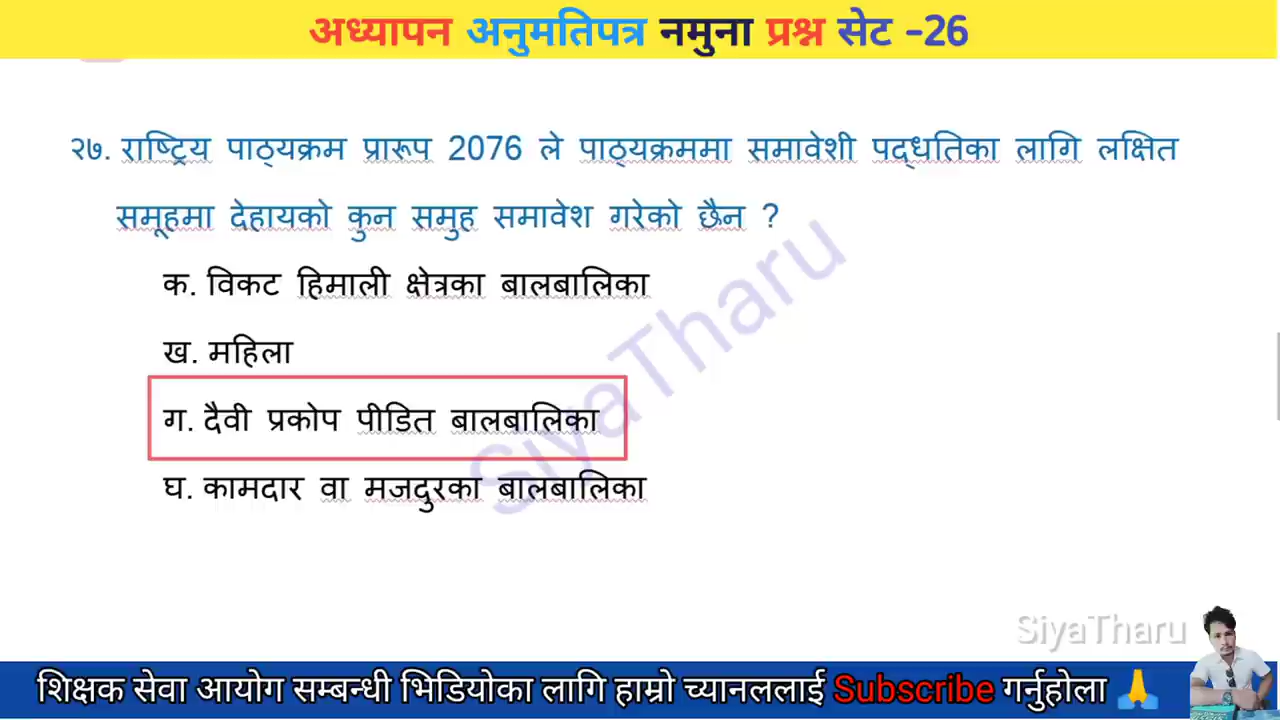 अध्यापन अनुमतिपत्र नमुना प्रश्न सेट -26
२७. राष्ट्रिय पाठ्यक्रम प्रारूप 2076 ले पाठ्यक्रममा समावेशी पद्धतिका लागि लक्षित
समूहमा देहायको कुन समुह समावेश गरेको छैन ?
क. विकट हिमाली क्षेत्रका बालबालिका
ख. महिला
ग. दैवी प्रकोप पीडित बालबालिका
घ. कामदार वा मजदुरका बालबालिका
SiyaTharu
SiyaTharu
शिक्षक सेवा आयोग सम्बन्धी भिडियोका लागि हाम्रो च्यानललाई Subscribe गर्नुहोला 🙏